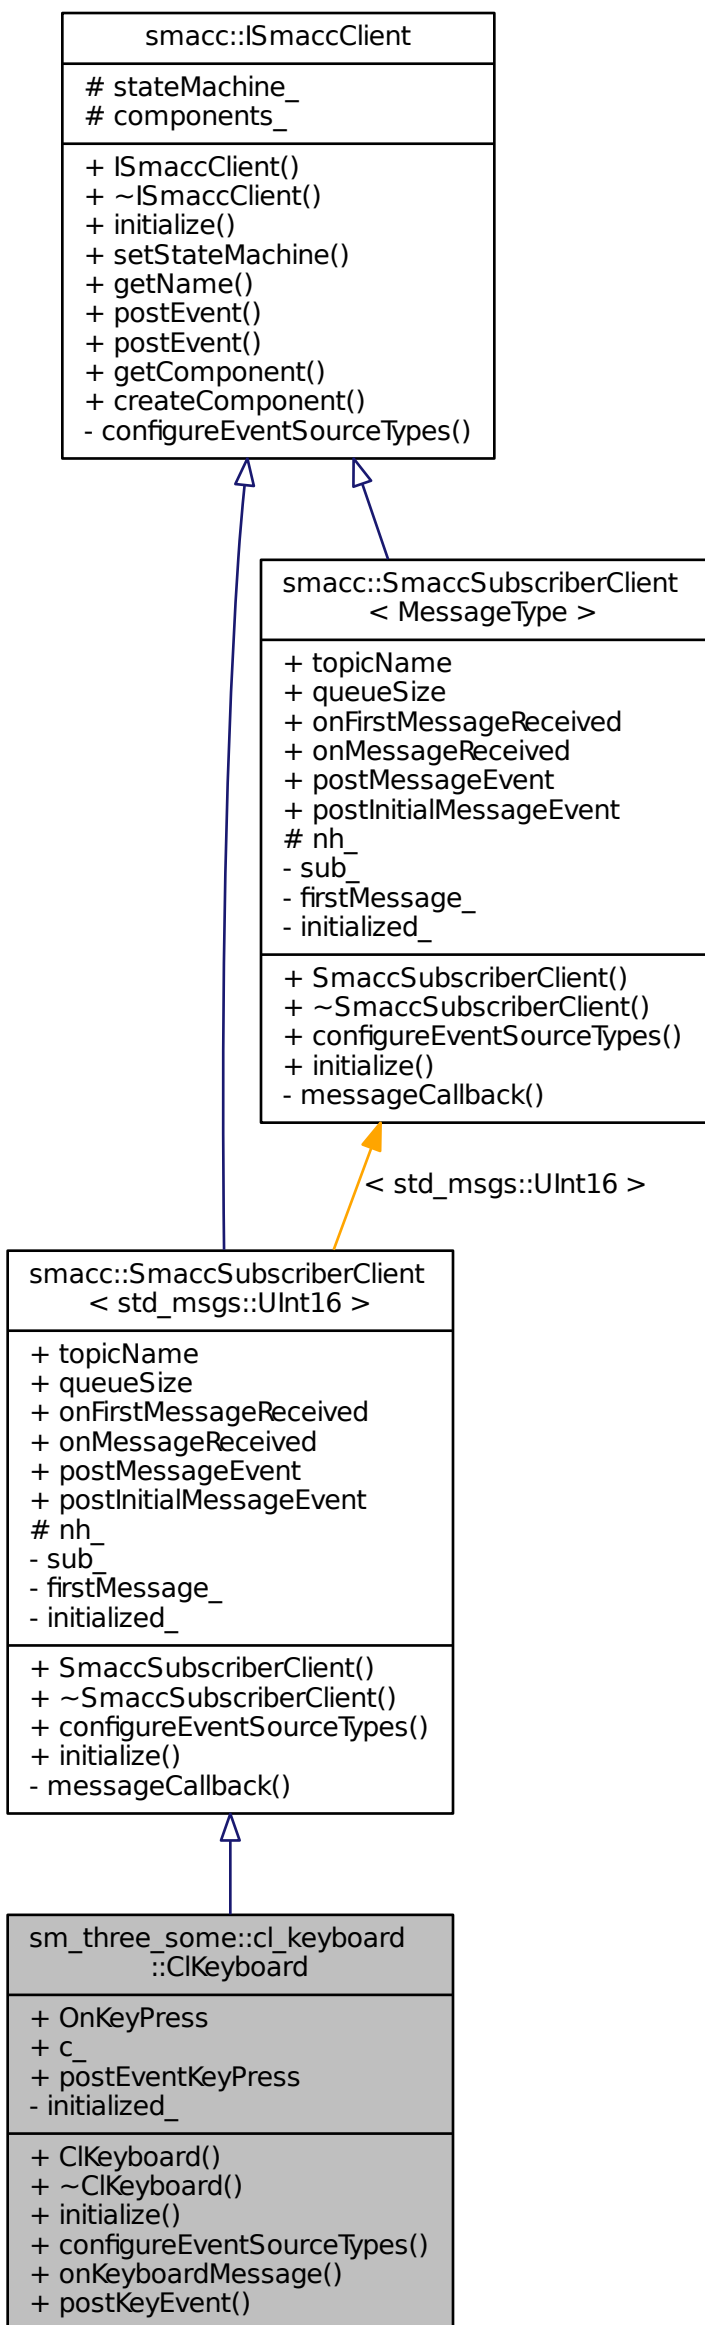 smacc::ISmaccClient
# stateMachine_
# components_
+ ISmaccClient()
+ ~ISmaccClient()
+ initialize()
+ setStateMachine()
+ getName()
+ postEvent()
+ postEvent()
+ getComponent()
+ createComponent()
- configureEventSourceTypes()
smacc::SmaccSubscriberClient
< MessageType >
+ topicName
+ queueSize
+ onFirstMessageReceived
+ onMessageReceived
+ postMessageEvent
+ postInitialMessageEvent
# nh_
- sub_
- firstMessage_
- initialized_
+ SmaccSubscriberClient()
+ ~SmaccSubscriberClient()
+ configureEventSourceTypes()
+ initialize()
- messageCallback()
< std_msgs::UInt16 >
smacc::SmaccSubscriberClient
< std_msgs::UInt16 >
+ topicName
+ queueSize
+ onFirstMessageReceived
+ onMessageReceived
+ postMessageEvent
+ postInitialMessageEvent
# nh_
- sub_
- firstMessage_
- initialized_
+ SmaccSubscriberClient()
+ ~SmaccSubscriberClient()
+ configureEventSourceTypes()
+ initialize()
- messageCallback()
sm_three_some::cl_keyboard
::ClKeyboard
+ OnKeyPress
+ c_
+ postEventKeyPress
- initialized_
+ ClKeyboard()
+ ~ClKeyboard()
+ initialize()
+ configureEventSourceTypes()
+ onKeyboardMessage()
+ postKeyEvent()